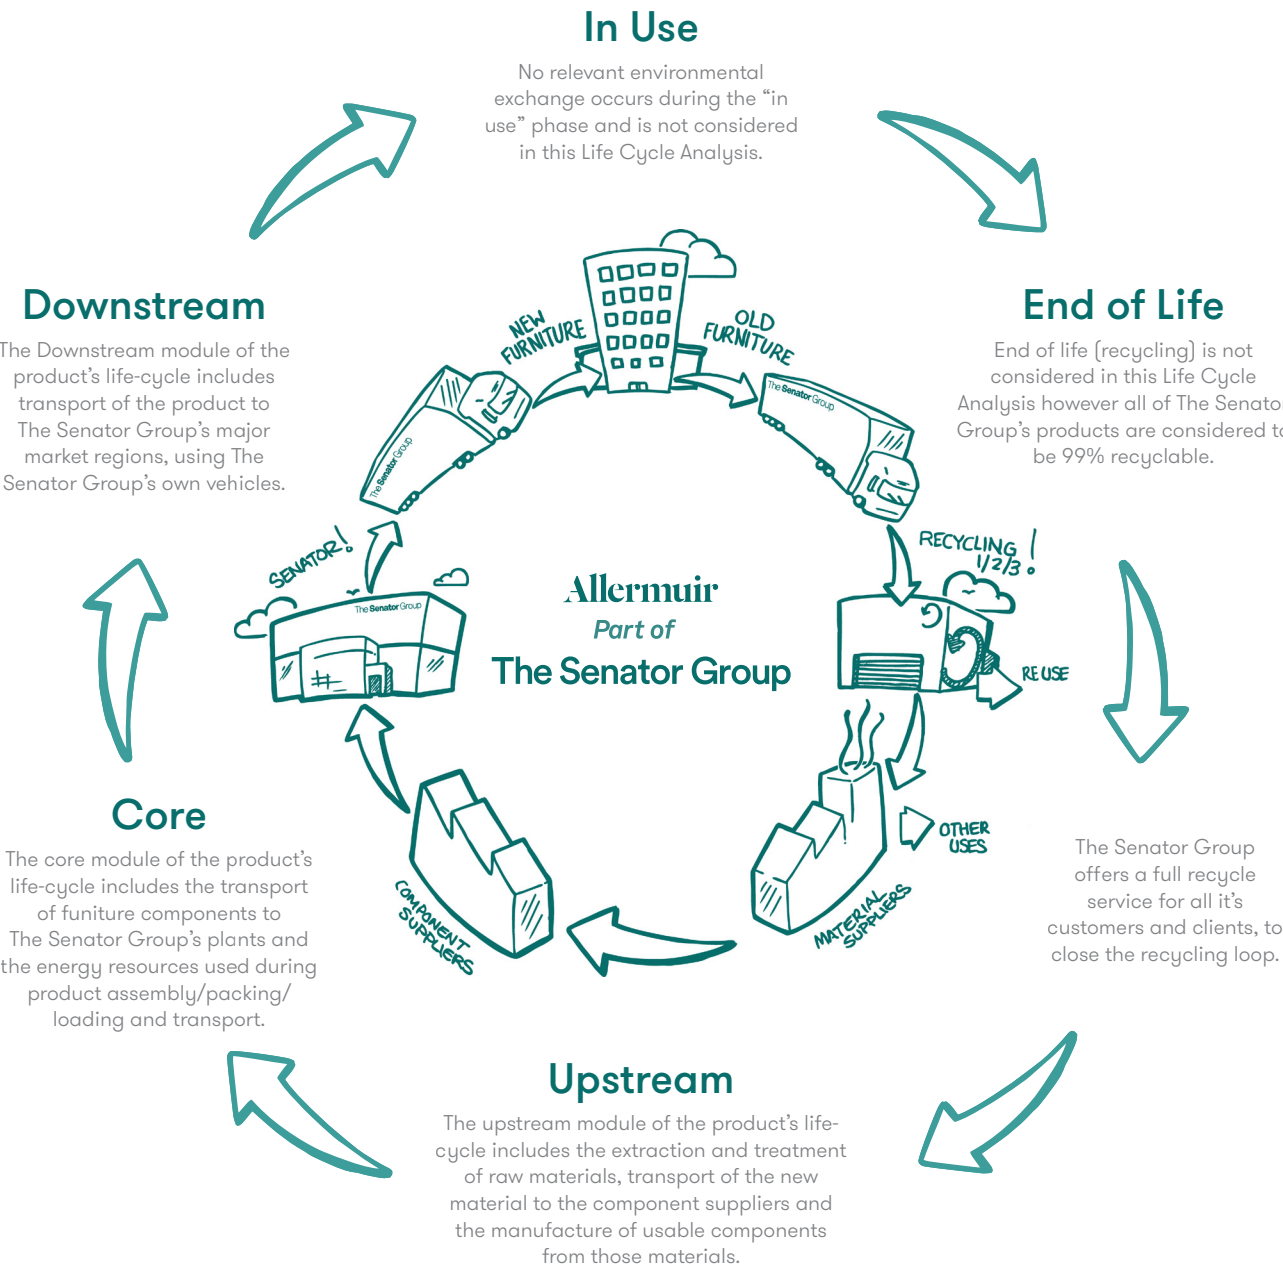 In Use
No relevant environmental
exchange occurs during the “in
use” phase and is not considered
in this Life Cycle Analysis.
Downstream
The Downstream module of the
product’s life-cycle includes
transport of the product to
The Senator Group’s major
market regions, using The
Senator Group’s own vehicles.
End of Life
End of life (recycling) is not
considered in this Life Cycle
Analysis however all of The Senator
Group’s products are considered to
be 99% recyclable.
NEW
FURNITURE
OLD
FURNITURE
The Senator Group
The Senator Group
SENATOR!
The Senator Group
RECYCLING !
1/2/3
RE USE
Allermuir
Part of
The Senator Group
OTHER
USES
COMPONENT
SUPPLIERS
MATERIAL
SUPPLIERS
Core
The core module of the product’s
life-cycle includes the transport
of funiture components to
The Senator Group’s plants and
the energy resources used during
product assembly/packing/
loading and transport.
The Senator Group
offers a full recycle
service for all it’s
customers and clients, to
close the recycling loop.
Upstream
The upstream module of the product’s life-
cycle includes the extraction and treatment
of raw materials, transport of the new
material to the component suppliers and
the manufacture of usable components
from those materials.